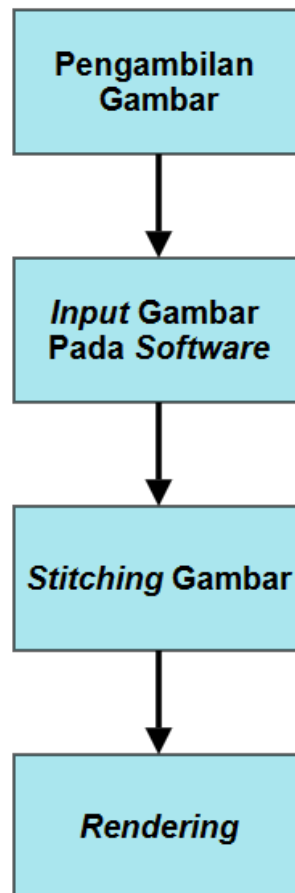 Pengambilan
Gambar
Input Gambar
Pada Software
Stitching Gambar
Rendering